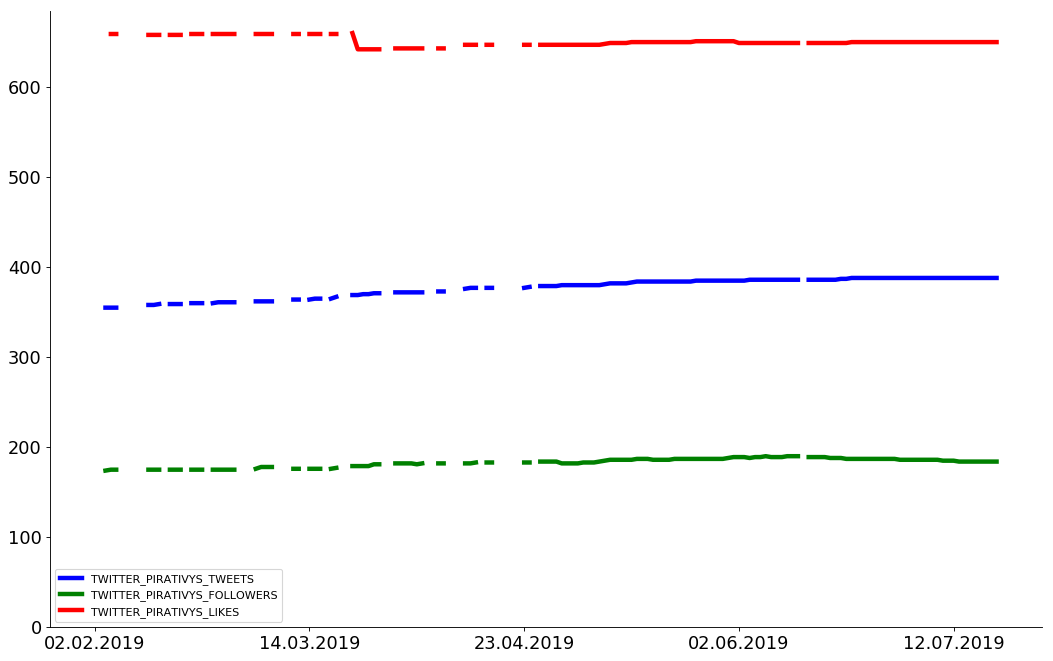 600
500
400
300
200
100
0
TWITTER_PIRATIVYS_TWEETS
TWITTER_PIRATIVYS_FOLLOWERS
TWITTER_PIRATIVYS_LIKES
02.02.2019 14.03.2019 23.04.2019 02.06.2019 12.07.2019